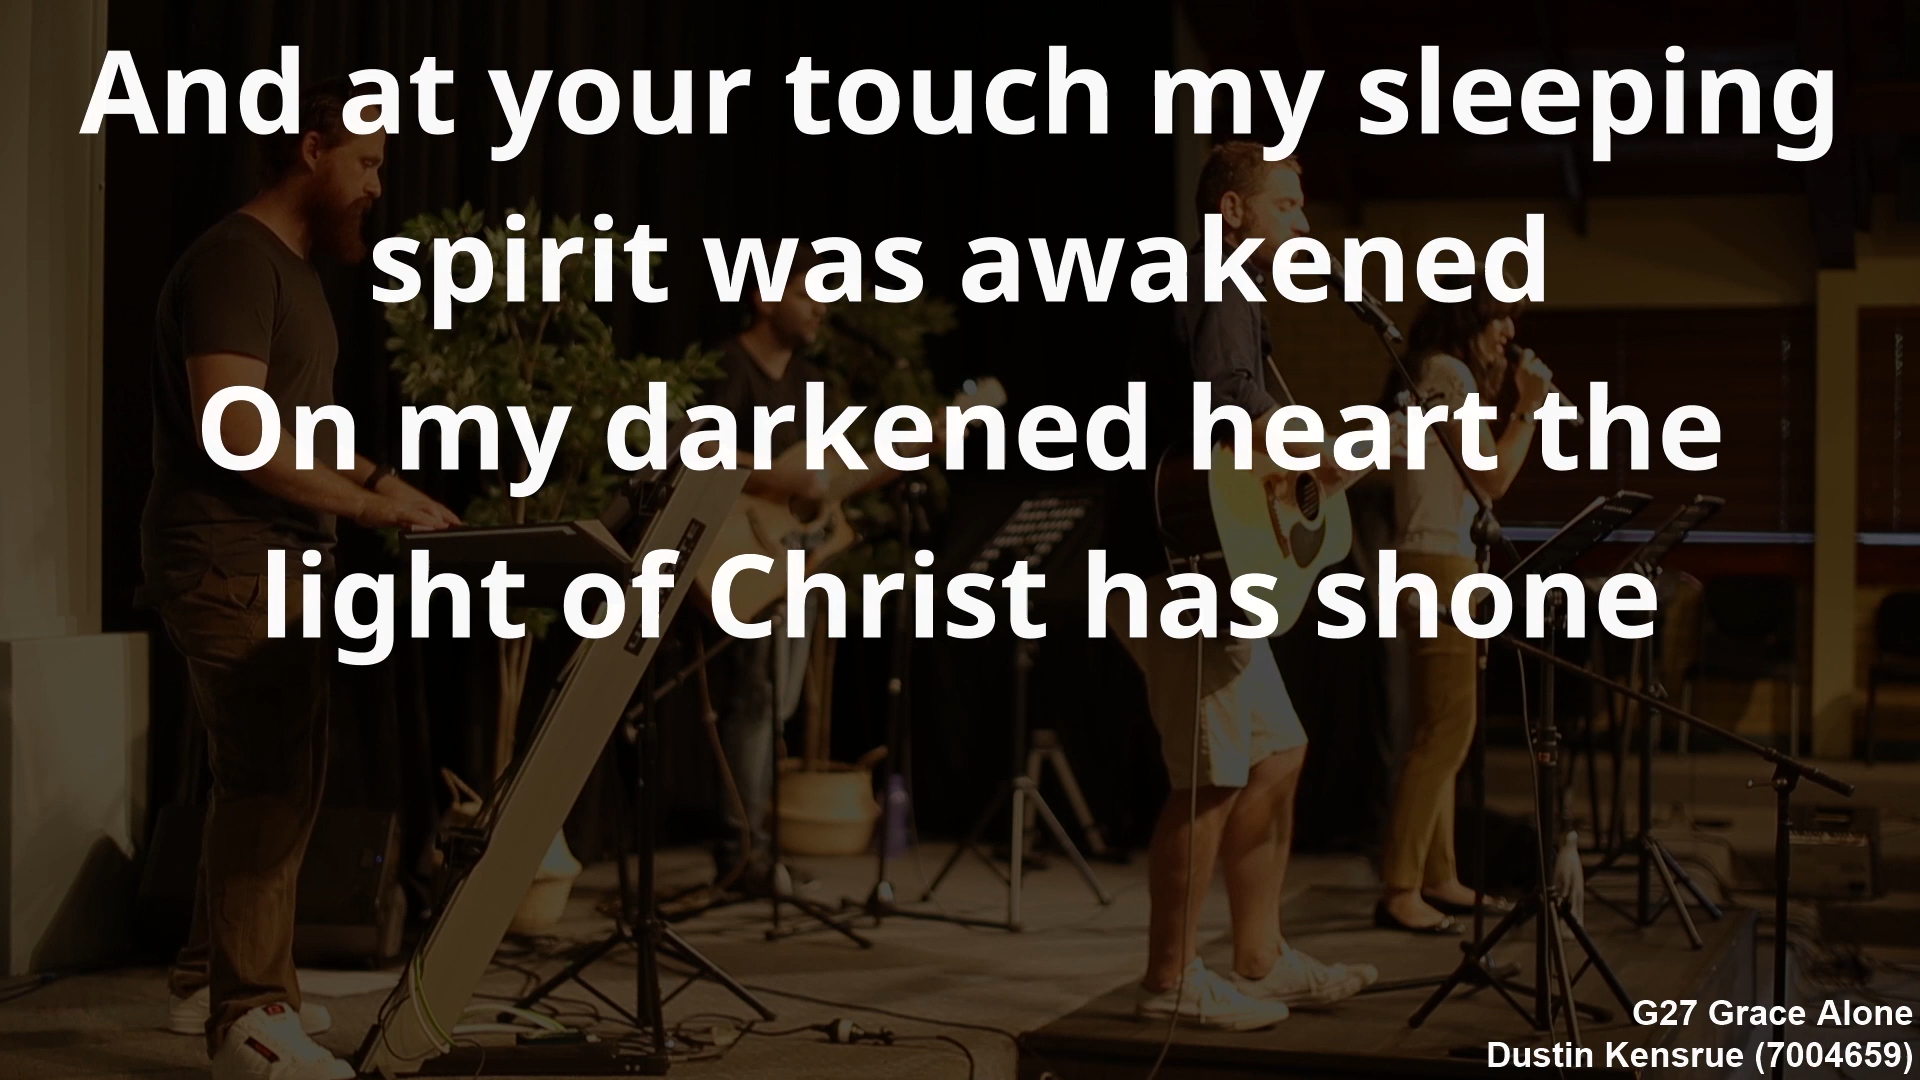 And at your touch my sleeping
spirit was awakened
On my darkened heart the
light of Christ has shone
G27 Grace Alone
Dustin Kensrue (7004659)